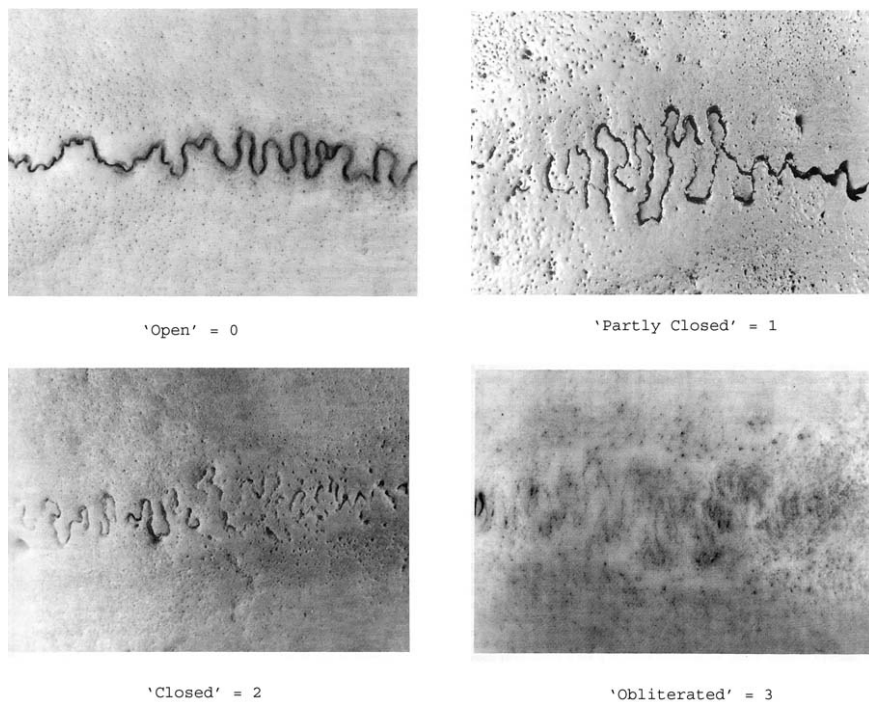 ‘Open’ = 0
‘Partly Closed’ = 1
‘Closed’ = 2
‘Obliterated’ = 3